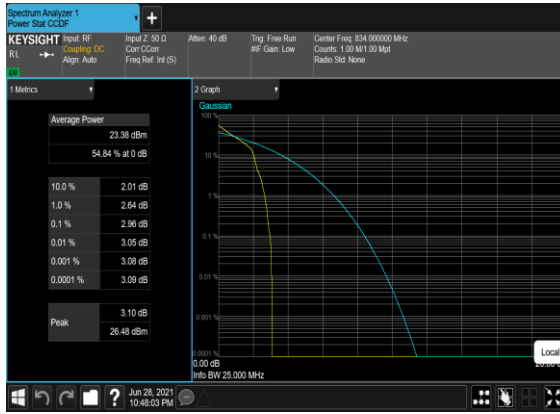 Spectrum Analyzer 1
Power Stat CCDF
+
KEYSIGHT
RL
LXI
Input: RF
Coupling: DC
Align: Auto
Input Z: 50 Ω
Corr CCorr
Freq Ref: Int (S)
Atten: 40 dB
Trig: Free Run
#IF Gain: Low
Center Freq: 834.000000 MHz
Counts: 1.00 M/1.00 Mpt
Radio Std: None
1 Metrics
Average Power
23.38 dBm
54.84 % at 0 dB
10.0 % 2.01 dB
1.0 % 2.64 dB
0.1 % 2.96 dB
0.01 % 3.05 dB
0.001 % 3.08 dB
0.0001 % 3.09 dB
Peak
3.10 dB
26.48 dBm
2 Graph
Gaussian
100 %
10 %
1 %
0.1 %
0.01 %
0.001 %
0.0001 %
0.00 dB
Info BW 25.000 MHz
Local
?
Jun 28, 2021
10:48:03 PM